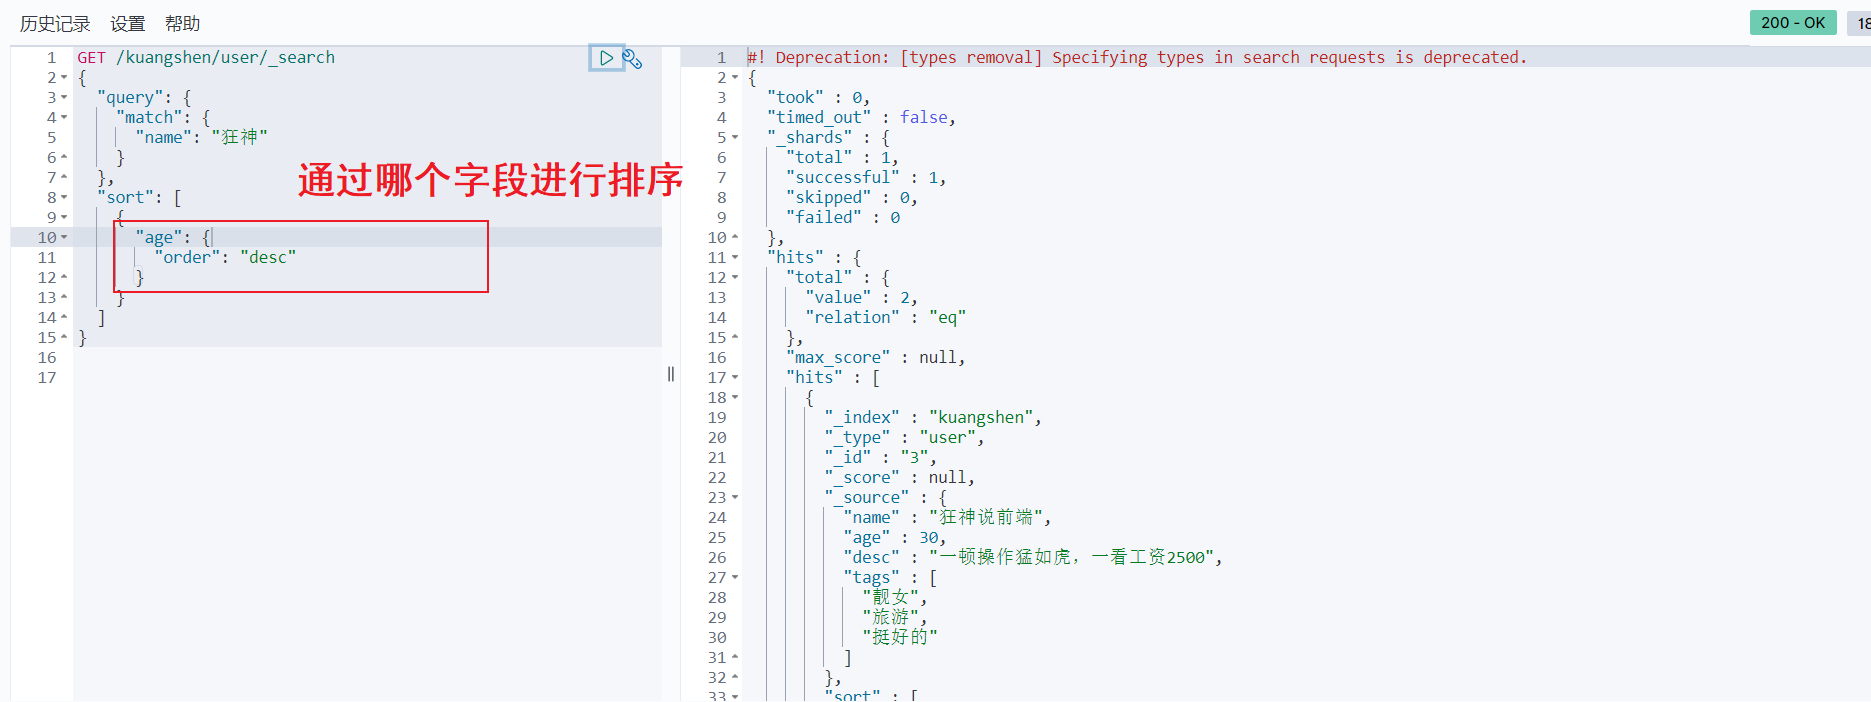 历史记录 设置 帮助
200 - OK
1 GET /kuangshen/user/_search
2 {
3 "query": {
4 "match": {
5 "name": "狂神"
6 }
7 },
8 "sort": [
9 {
10 "age": {
11 "order": "desc"
12 }
13 }
14 ]
15 }
16
17
通过哪个字段进行排序
1 #! Deprecation: [types removal] Specifying types in search requests is deprecated.
2 {
3 "took" : 0,
4 "timed_out" : false,
5 "_shards" : {
6 "total" : 1,
7 "successful" : 1,
8 "skipped" : 0,
9 "failed" : 0
10 },
11 "hits" : {
12 "total" : {
13 "value" : 2,
14 "relation" : "eq"
15 },
16 "max_score" : null,
17 "hits" : [
18 {
19 "_index" : "kuangshen",
20 "_type" : "user",
21 "_id" : "3",
22 "_score" : null,
23 "_source" : {
24 "name" : "狂神说前端",
25 "age" : 30,
26 "desc" : "一顿操作猛如虎，一看工资2500",
27 "tags" : [
28 "靓女",
29 "旅游",
30 "挺好的"
31 ]
32 },
33 "sort" : [